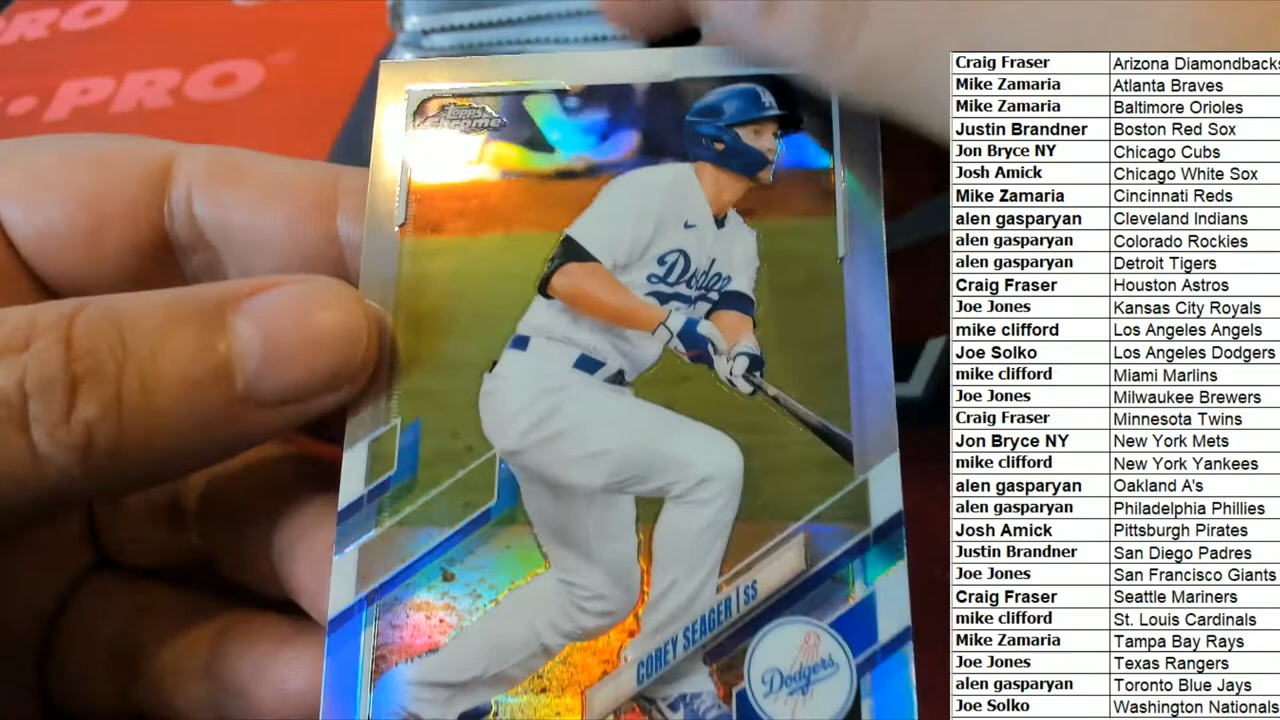 PRO
PRO
Topps
Chrome
LA
Dodge
COREY SEAGER | SS
Dodgers
Craig Fraser Arizona Diamondbacks
Mike Zamaria Atlanta Braves
Mike Zamaria Baltimore Orioles
Justin Brandner Boston Red Sox
Jon Bryce NY Chicago Cubs
Josh Amick Chicago White Sox
Mike Zamaria Cincinnati Reds
alen gasparyan Cleveland Indians
alen gasparyan Colorado Rockies
alen gasparyan Detroit Tigers
Craig Fraser Houston Astros
Joe Jones Kansas City Royals
mike clifford Los Angeles Angels
Joe Solko Los Angeles Dodgers
mike clifford Miami Marlins
Joe Jones Milwaukee Brewers
Craig Fraser Minnesota Twins
Jon Bryce NY New York Mets
mike clifford New York Yankees
alen gasparyan Oakland A's
alen gasparyan Philadelphia Phillies
Josh Amick Pittsburgh Pirates
Justin Brandner San Diego Padres
Joe Jones San Francisco Giants
Craig Fraser Seattle Mariners
mike clifford St. Louis Cardinals
Mike Zamaria Tampa Bay Rays
Joe Jones Texas Rangers
alen gasparyan Toronto Blue Jays
Joe Solko Washington Nationals